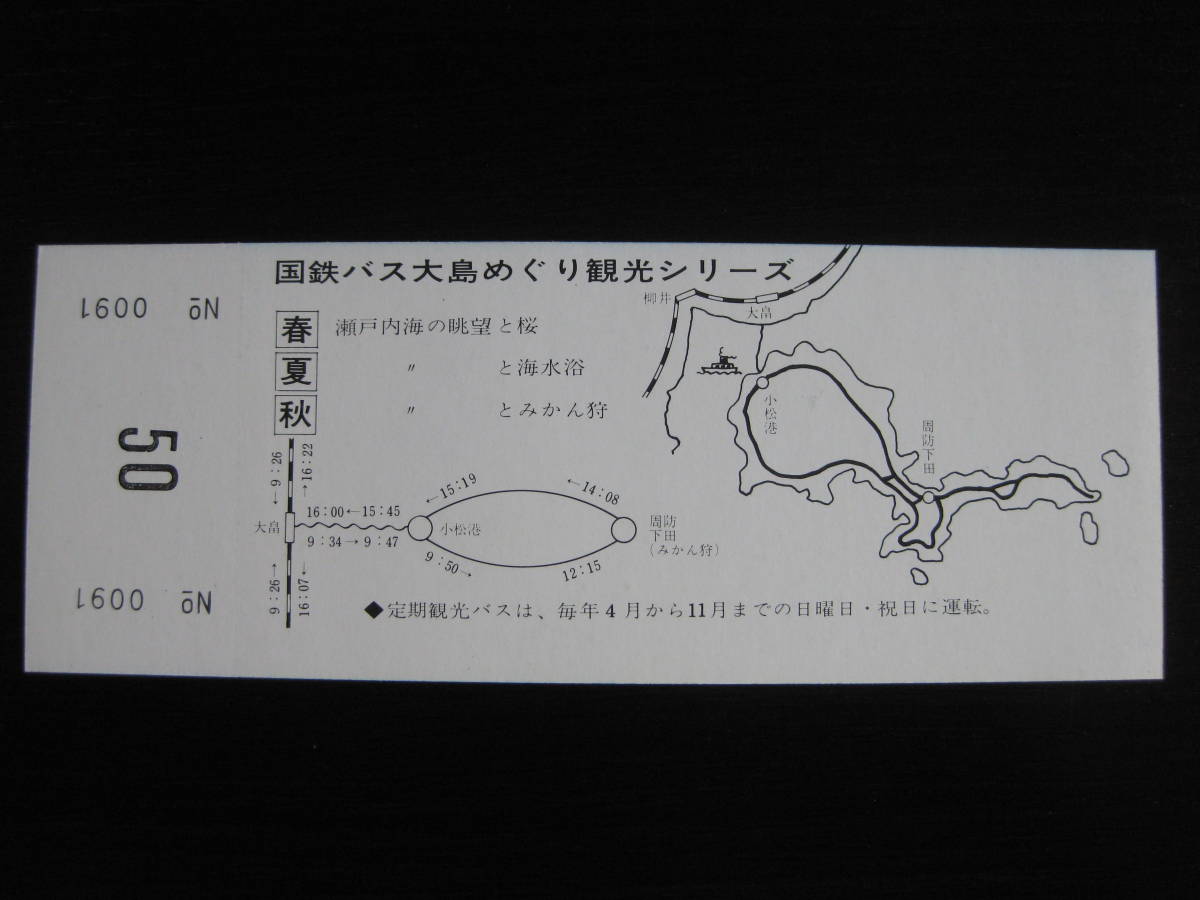 国鉄バス大島めぐり観光シリーズ
春 瀬戸内海の眺望と桜
夏 〃 と海水浴
秋 〃 とみかん狩
←9:26
→16:22
大畠
9:26→
16:07←
16:00←15:45
9:34→9:47
小松港
←15:19
←14:08
9:50→
12:15
周防
下田
(みかん狩)
◆定期観光バスは、毎年4月から11月までの日曜日・祝日に運転。
柳井
大畠
小松港
周防下田
No 0091
50
No 0091